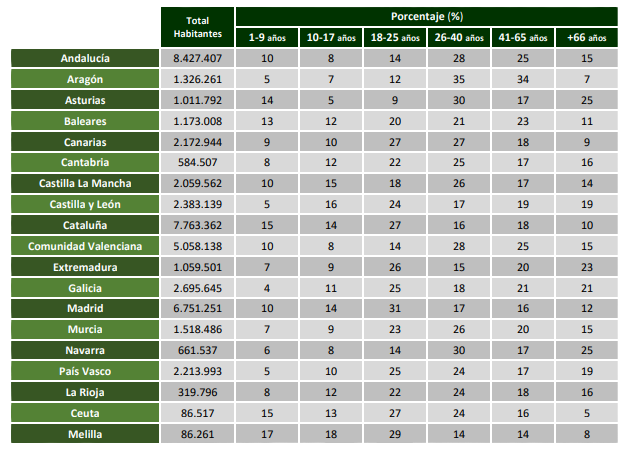 Total Habitantes Porcentaje (%)
1-9 años 10-17 años 18-25 años 26-40 años 41-65 años +66 años
Andalucía 8.427.407 10 8 14 28 25 15
Aragón 1.326.261 5 7 12 35 34 7
Asturias 1.011.792 14 5 9 30 17 25
Baleares 1.173.008 13 12 20 21 23 11
Canarias 2.172.944 9 10 27 27 18 9
Cantabria 584.507 8 12 22 25 17 16
Castilla La Mancha 2.059.562 10 15 18 26 17 14
Castilla y León 2.383.139 5 16 24 17 19 19
Cataluña 7.763.362 15 14 27 16 18 10
Comunidad Valenciana 5.058.138 10 8 14 28 25 15
Extremadura 1.059.501 7 9 26 15 20 23
Galicia 2.695.645 4 11 25 18 21 21
Madrid 6.751.251 10 14 31 17 16 12
Murcia 1.518.486 7 9 23 26 20 15
Navarra 661.537 6 8 14 30 17 25
País Vasco 2.213.993 5 10 25 24 17 19
La Rioja 319.796 8 12 22 24 18 16
Ceuta 86.517 15 13 27 24 16 5
Melilla 86.261 17 18 29 14 14 8